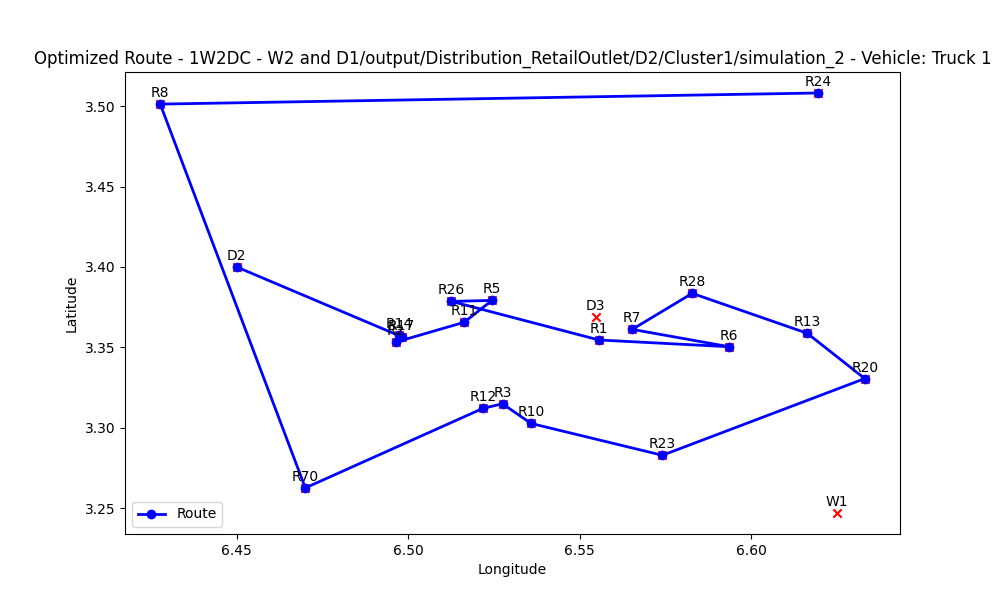 Optimized Route - 1W2DC - W2 and D1/output/Distribution_RetailOutlet/D2/Cluster1/simulation_2 - Vehicle: Truck 1
R8
R24
3.50
3.45
3.40
3.35
3.30
3.25
Latitude
D2
R26
R5
R11
R28
D3
R1
R7
R6
R13
R20
R12
R3
R10
R23
R70
W1
Route
6.45
6.50
6.55
6.60
Longitude